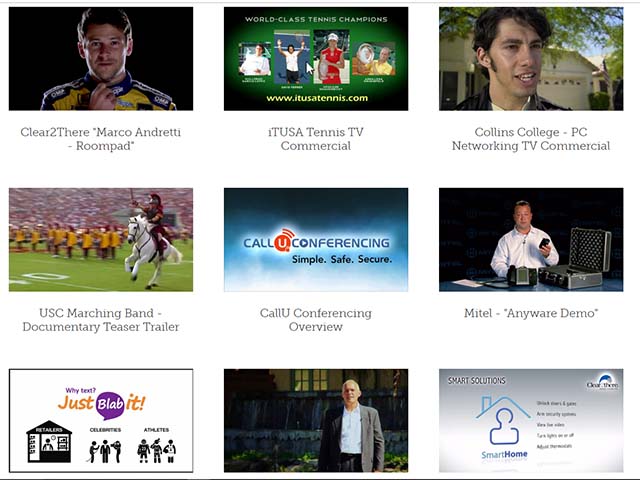 WORLD-CLASS TENNIS CHAMPIONS
www.itusatennis.com
Clear2There "Marco Andretti
- Roompad"
iTUSA Tennis TV
Commercial
Collins College - PC
Networking TV Commercial
CALL U CONFERENCING
Simple. Safe. Secure.
MITEL
USC Marching Band -
Documentary Teaser Trailer
CallU Conferencing
Overview
Mitel - "Anyware Demo"
Why text?
Just Blab it!
RETAILERS
CELEBRITIES
ATHLETES
SMART SOLUTIONS
Clear2there
Unlock doors & gates
Arm security systems
View live video
Turn lights on or off
Adjust thermostats
SmartHome